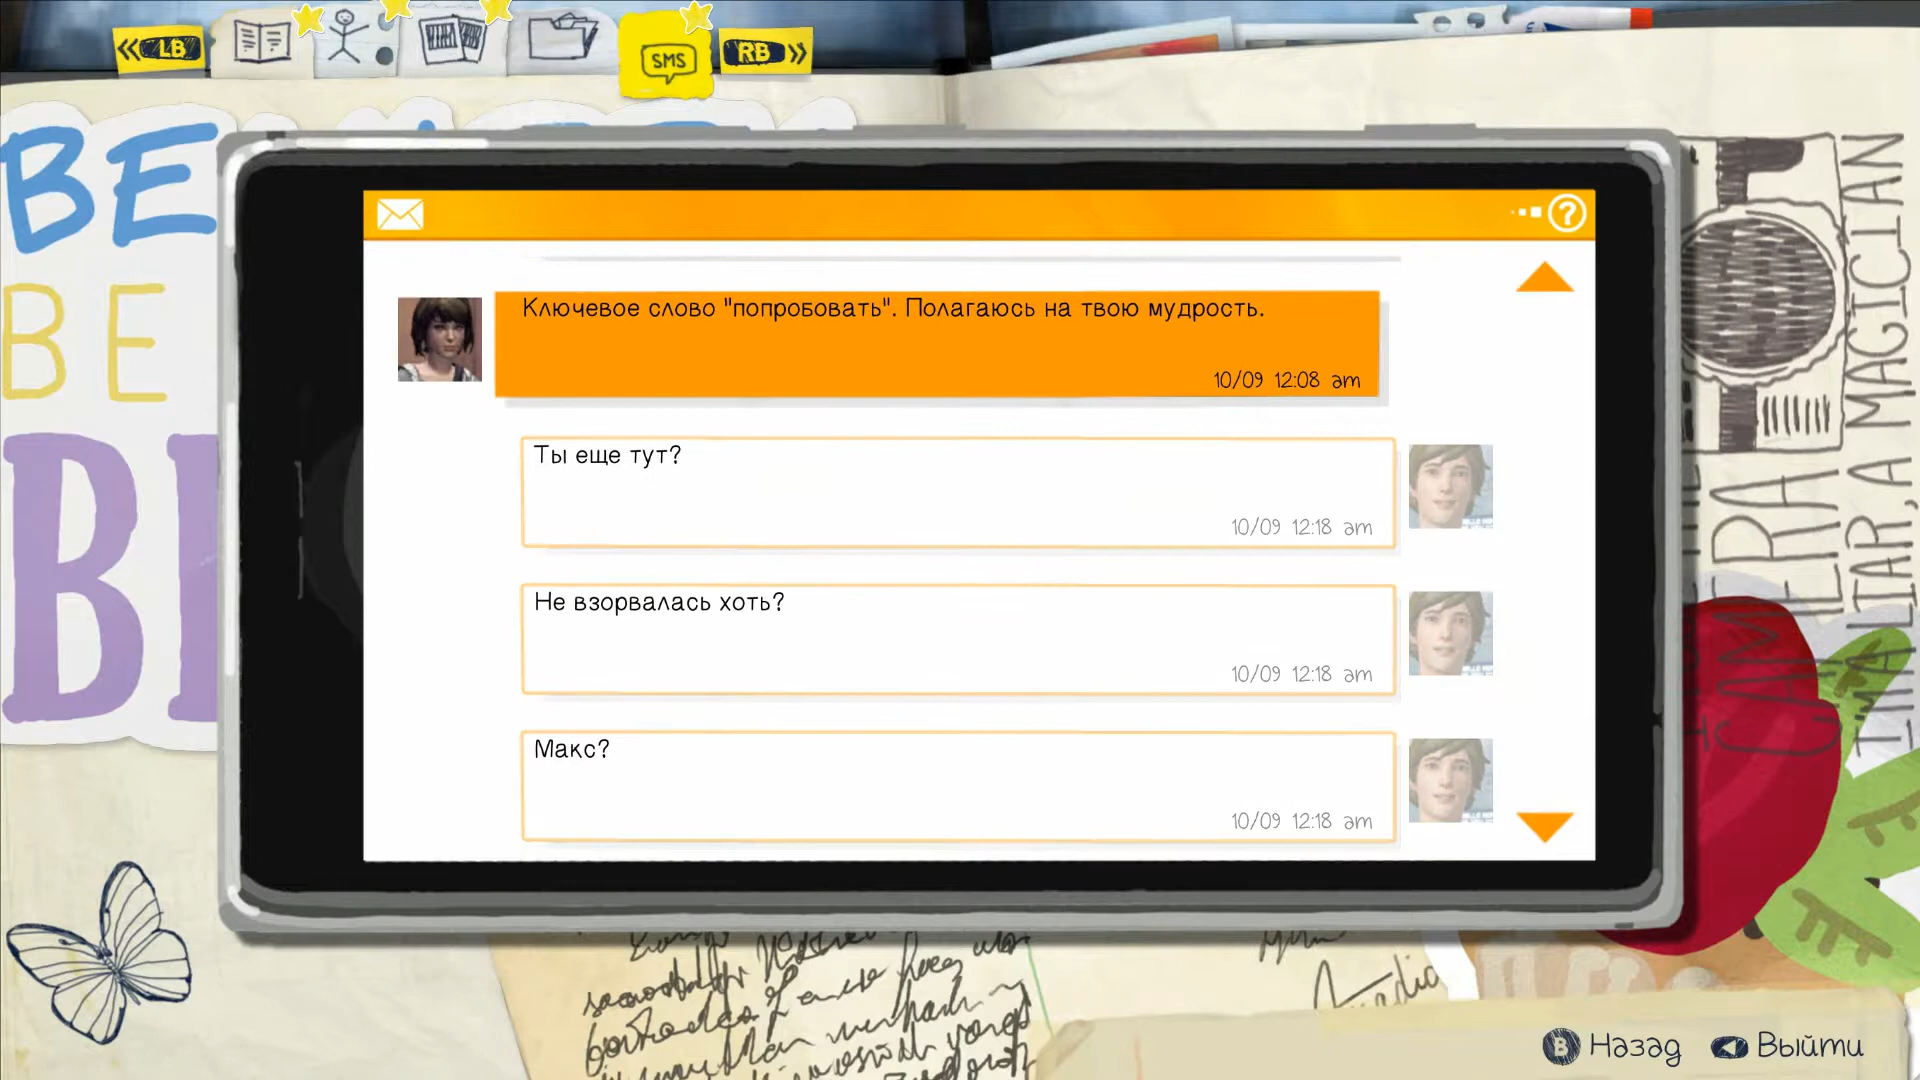 LB
SMS
RB
BE
BE
Ключевое слово "попробовать". Полагаюсь на твою мудрость.
10/09 12:08 am
Ты еще тут?
10/09 12:18 am
Не взорвалась хоть?
10/09 12:18 am
Макс?
10/09 12:18 am
?
CAMERA
I'M A LIAR, A MAGICIAN
B Назад
Выйти